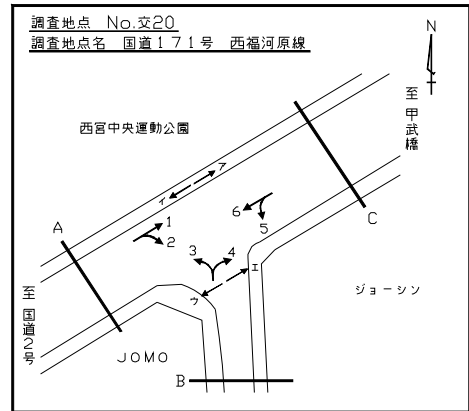 調査地点 No.交20
調査地点名 国道171号 西福河原線
N
至 甲武橋
西宮中央運動公園
ア
イ
A
1
2
6
5
C
3
4
エ
ウ
至 国道2号
ジョーシン
JOMO
B